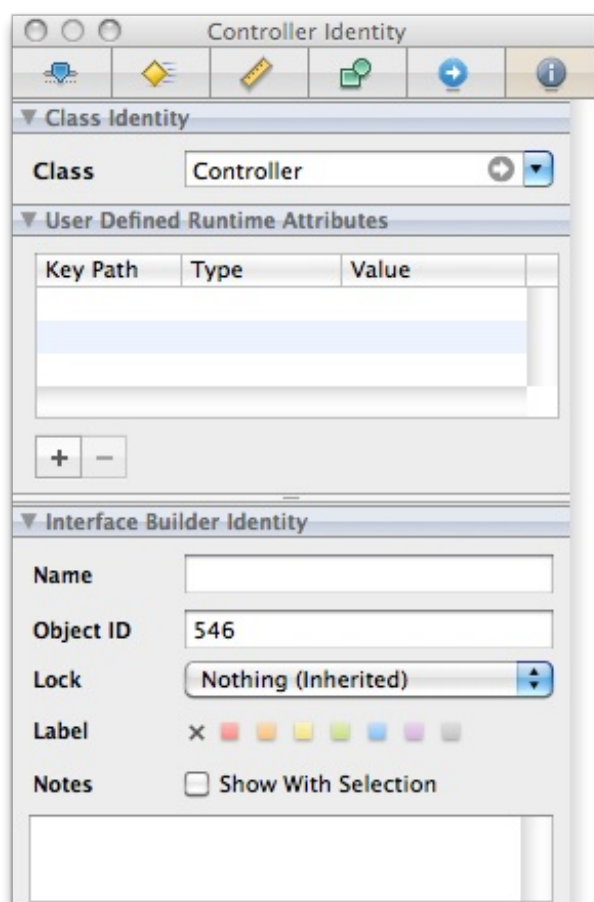 Controller Identity
Class Identity
Class Controller
User Defined Runtime Attributes
Key Path Type Value
Interface Builder Identity
Name
Object ID 546
Lock Nothing (Inherited)
Label
Notes Show With Selection